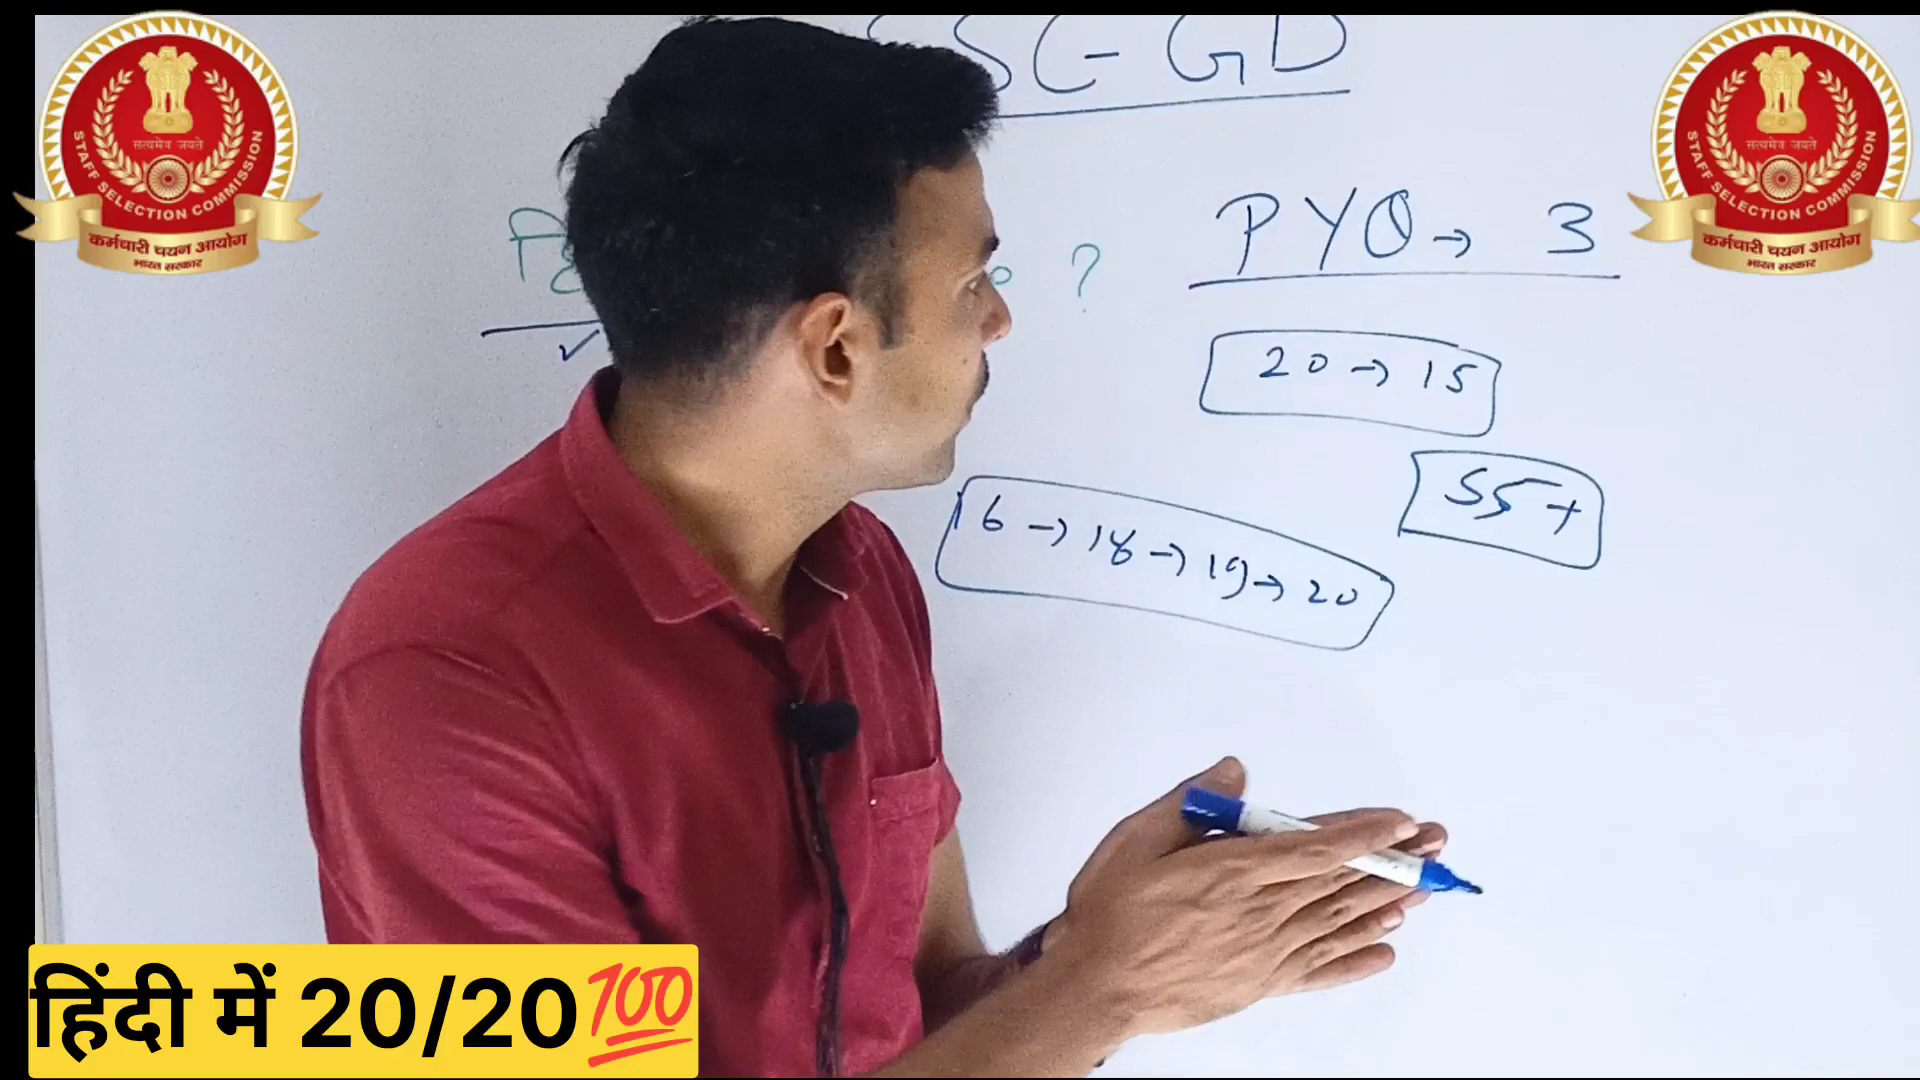 SSC-GD
PYQ → 3
?
20 → 15
55+
16 → 18 → 19 → 20
सत्यमेव जयते
STAFF SELECTION COMMISSION
कर्मचारी चयन आयोग
भारत सरकार
सत्यमेव जयते
STAFF SELECTION COMMISSION
कर्मचारी चयन आयोग
भारत सरकार
हिंदी में 20/20💯